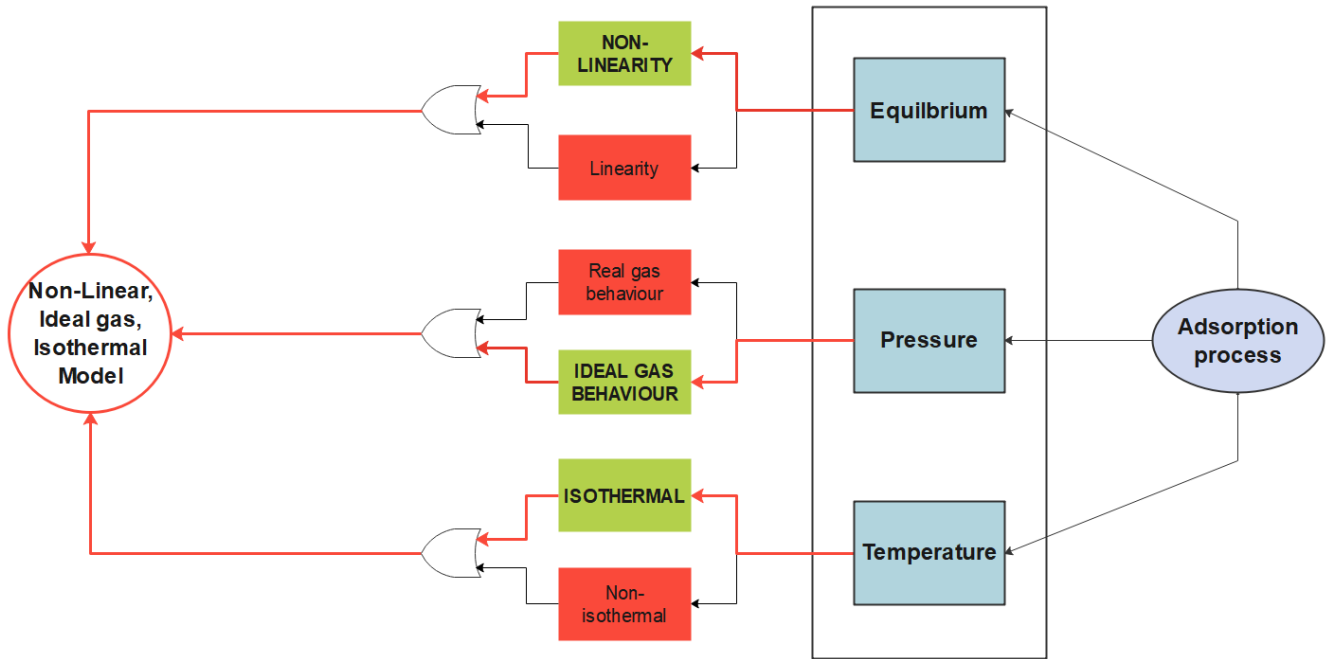 NON-
LINEARITY
Equilbrium
Linearity
Real gas
behaviour
Non-Linear,
Ideal gas,
Isothermal
Model
Pressure
Adsorption
process
IDEAL GAS
BEHAVIOUR
ISOTHERMAL
Temperature
Non-
isothermal